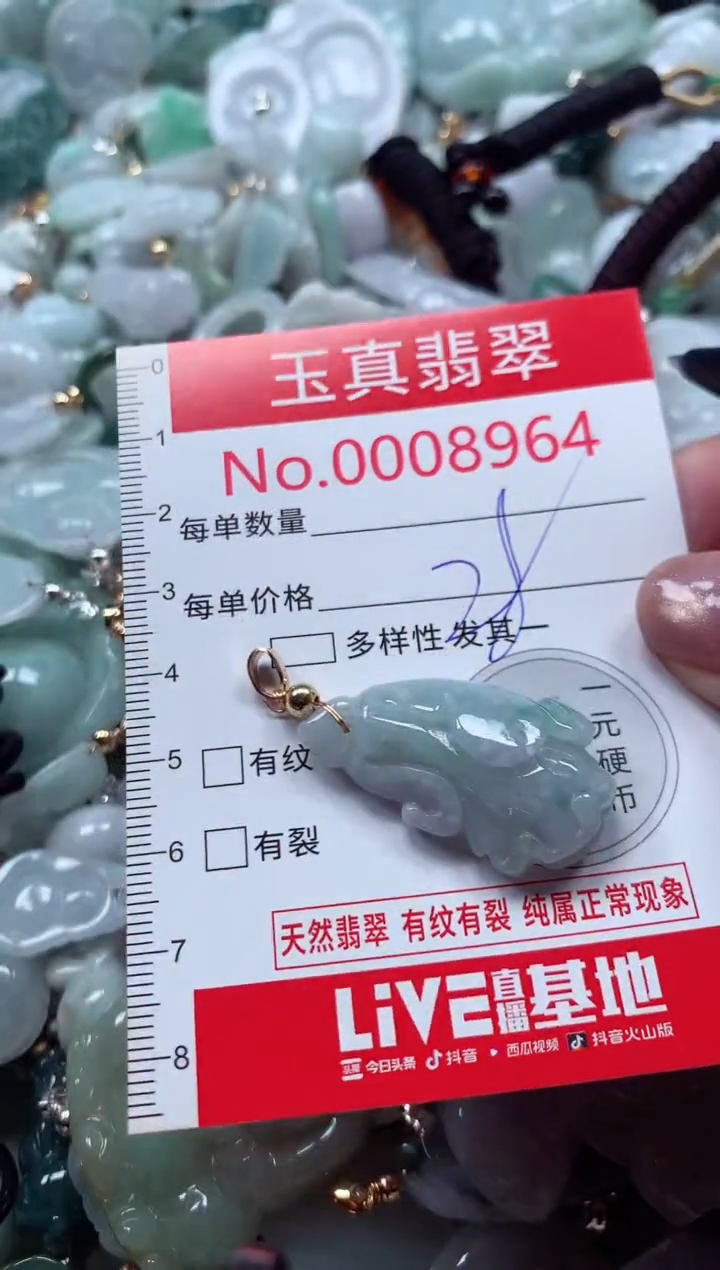 玉真翡翠
No.0008964
每单数量
每单价格
多样性 发其一
有纹
有裂
一元硬币
天然翡翠 有纹有裂 纯属正常现象
LiVE直播基地
头条 今日头条 抖音 西瓜视频 抖音火山版
0
1
2
3
4
5
6
7
8